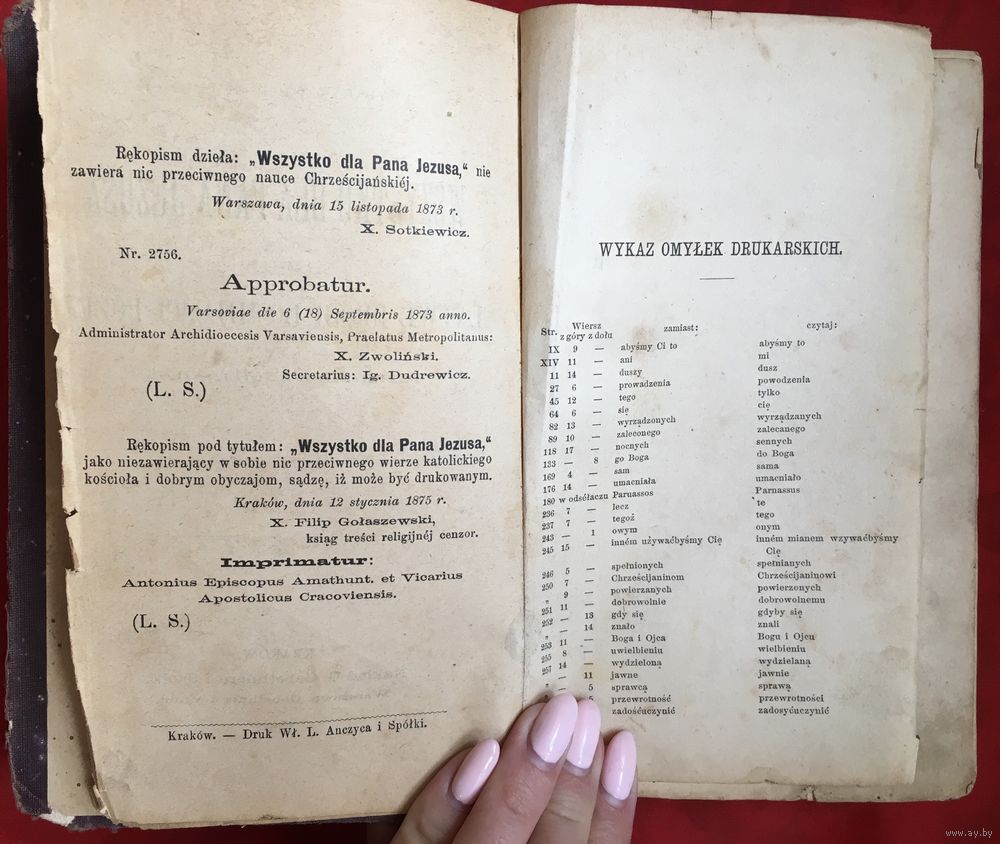 Rękopism dzieła: „Wszystko dla Pana Jezusa,“ nie
zawiera nic przeciwnego nauce Chrześcijańskiéj.
Warszawa, dnia 15 listopada 1873 r.
X. Sotkiewicz.
Nr. 2756.
Approbatur.
Varsoviae die 6 (18) Septembris 1873 anno.
Administrator Archidioecesis Varsaviensis, Praelatus Metropolitanus:
X. Zwoliński.
Secretarius: Ig. Dudrewicz.
(L. S.)
Rękopism pod tytułem: „Wszystko dla Pana Jezusa,“
jako niezawierający w sobie nic przeciwnego wierze katolickiego
kościoła i dobrym obyczajom, sądzę, iż może być drukowanym.
Kraków, dnia 12 stycznia 1875 r.
X. Filip Gołaszewski,
ksiąg treści religijnéj cenzor.
Imprimatur:
Antonius Episcopus Amathunt. et Vicarius
Apostolicus Cracoviensis.
(L. S.)
Kraków. — Druk Wł. L. Anczyca i Spółki.
WYKAZ OMYŁEK DRUKARSKICH.
Str. Wiersz zamiast: czytaj:
z góry z dołu
IX 9 — abyśmy Ci to abyśmy to
XIV 11 — ani mi
11 14 — duszy dusz
27 6 — prowadzenia powodzenia
45 12 — tego tylko
64 6 — się cię
82 13 — wyrządzonych wyrządzanych
89 10 — zaleconego zalecanego
118 17 — nocnych sennych
133 — 8 go Boga do Boga
169 4 — sam sama
176 14 — umacniała umacniało
180 w odséłaczu Paruassos Parnassus
236 7 — lecz te
237 7 — tegoż tego
243 — 1 owym onym
245 15 — inném używaćbyśmy Cię inném mianem wzywaćbyśmy
Cię
246 5 — spełnionych spełnianych
250 7 — Chrześcijaninom Chrześcijaninowi
„ 9 — powierzanych powierzonych
251 11 — dobrowolnie dobrowolnemu
252 — 13 gdy się gdyby się
„ — 14 znało znali
253 11 — Boga i Ojca Bogu i Ojcu
255 8 — uwielbieniu wielbieniu
257 14 — wydzieloną wydzielaną
„ — 11 jawne jawnie
„ — 5 sprawcą sprawą
5 przewrotność przewrotności
zadośćuczynić zadosyćuczynić
www.ay.by